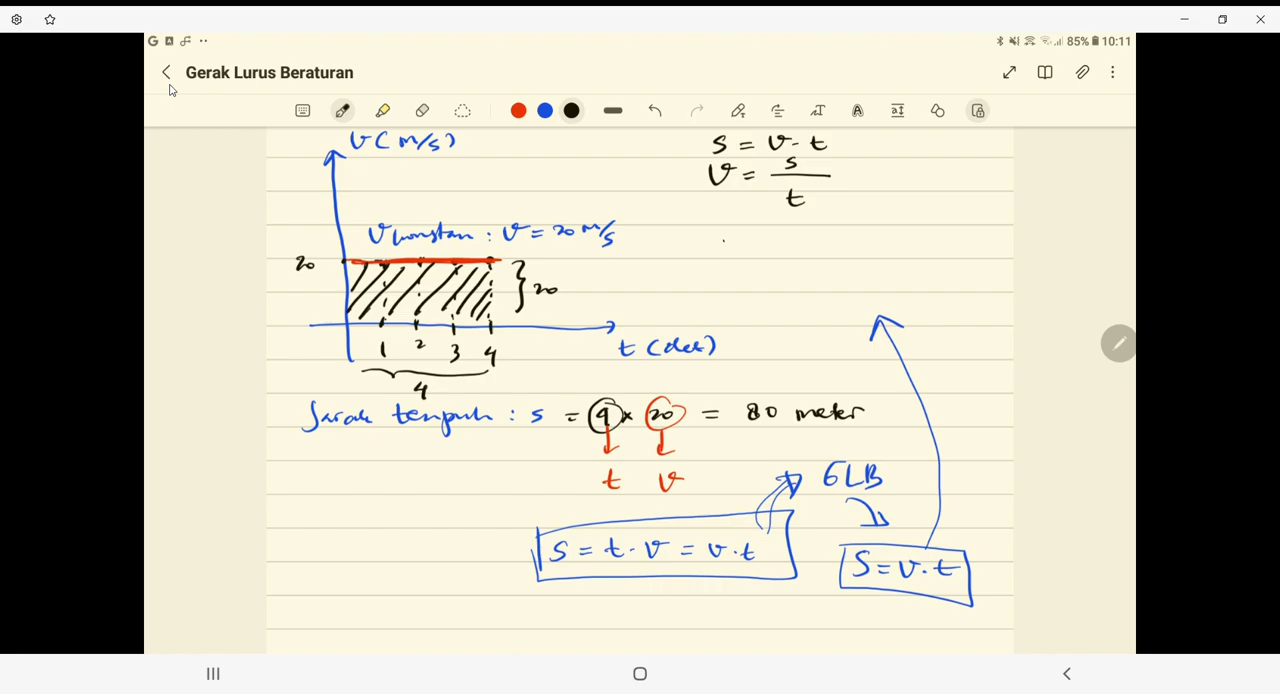 85% 10:11
Gerak Lurus Beraturan
V (m/s)
s = v . t
v = s
t
V konstan : v = 20 m/s
20
} 20
1 2 3 4
t (det)
4
Jarak tempuh : s = 4 x 20 = 80 meter
t v
GLB
S = t . v = v . t
S = v . t